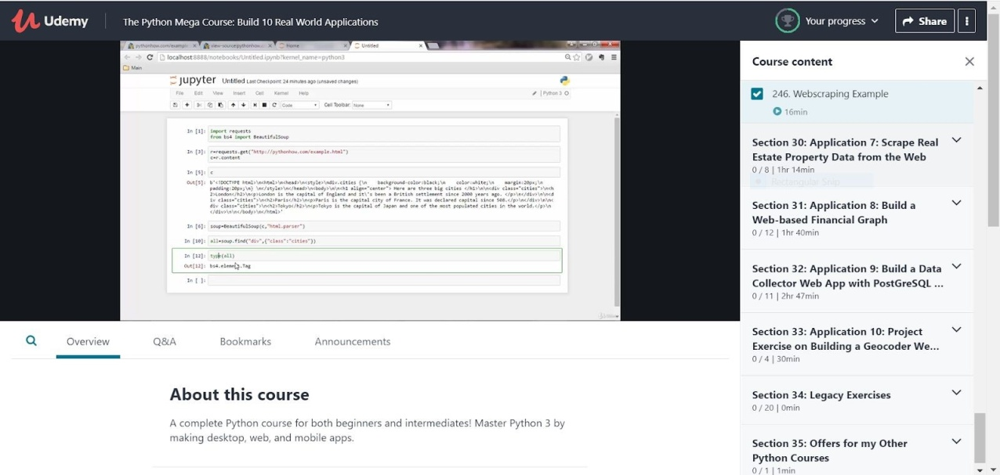 Udemy
The Python Mega Course: Build 10 Real World Applications
Your progress
Share
localhost:8888/notebooks/Untitled.ipynb?kernel_name=python3
Main
jupyter Untitled Last Checkpoint: 24 minutes ago (unsaved changes)
File Edit View Insert Cell Kernel Help
Python 3
Code
Cell Toolbar: None
In [1]: import requests
from bs4 import BeautifulSoup
In [3]: r=requests.get("http://pythonhow.com/example.html")
c=r.content
In [5]: c
Out[5]: b'<!DOCTYPE html>\n<html>\n<head>\n<style>\ndiv.cities {\n background-color:black;\n color:white;\n margin:20px;\n
padding:20px;\n} \n</style>\n</head>\n<body>\n\n<h1 align="center"> Here are three big cities </h1>\n\n<div class="cities">\n<h
2>London</h2>\n<p>London is the capital of England and it\'s been a British settlement since 2000 years ago. </p>\n</div>\n\n<d
iv class="cities">\n<h2>Paris</h2>\n<p>Paris is the capital city of France. It was declared capital since 508.</p>\n</div>\n\n<
div class="cities">\n<h2>Tokyo</h2>\n<p>Tokyo is the capital of Japan and one of the most populated cities in the world.</p>\n
</div>\n\n</body>\n</html>'
In [6]: soup=BeautifulSoup(c,"html.parser")
In [10]: all=soup.find("div",{"class":"cities"})
In [12]: type(all)
Out[12]: bs4.element.Tag
In [ ]:
Overview Q&A Bookmarks Announcements
About this course
A complete Python course for both beginners and intermediates! Master Python 3 by
making desktop, web, and mobile apps.
Course content
246. Webscraping Example
16min
Section 30: Application 7: Scrape Real
Estate Property Data from the Web
0 / 8 | 1hr 14min
Rectangular Snip
Section 31: Application 8: Build a
Web-based Financial Graph
0 / 12 | 1hr 40min
Section 32: Application 9: Build a Data
Collector Web App with PostGreSQL ...
0 / 11 | 2hr 47min
Section 33: Application 10: Project
Exercise on Building a Geocoder We...
0 / 4 | 30min
Section 34: Legacy Exercises
0 / 20 | 0min
Section 35: Offers for my Other
Python Courses
0 / 1 | 1min